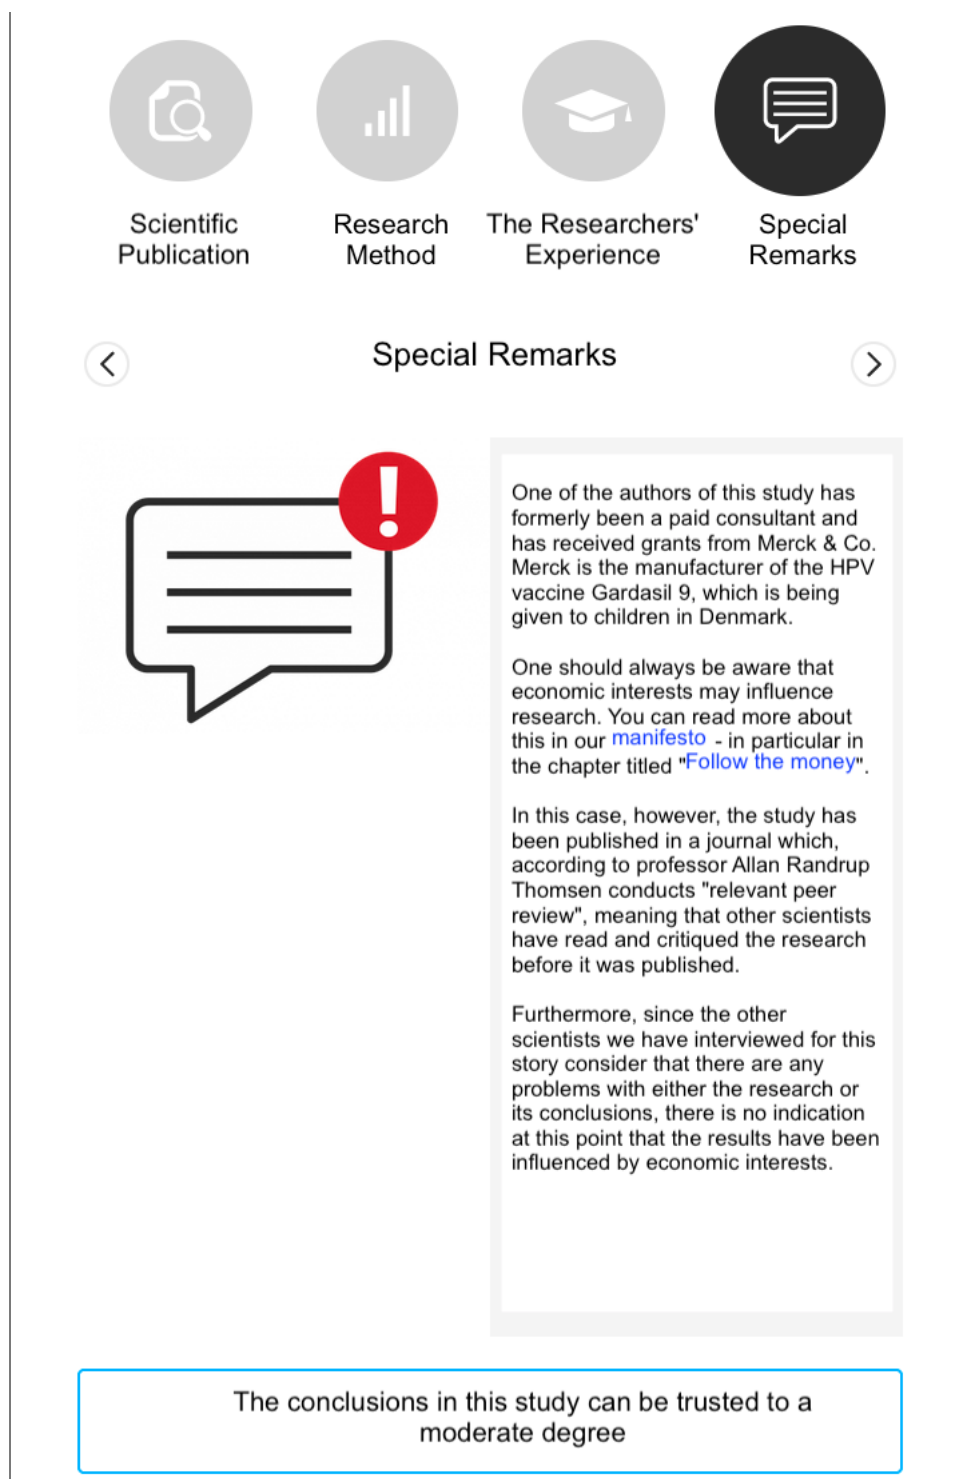 Scientific Publication
Research Method
The Researchers' Experience
Special Remarks
Special Remarks
!
One of the authors of this study has
formerly been a paid consultant and
has received grants from Merck & Co.
Merck is the manufacturer of the HPV
vaccine Gardasil 9, which is being
given to children in Denmark.
One should always be aware that
economic interests may influence
research. You can read more about
this in our manifesto - in particular in
the chapter titled "Follow the money".
In this case, however, the study has
been published in a journal which,
according to professor Allan Randrup
Thomsen conducts "relevant peer
review", meaning that other scientists
have read and critiqued the research
before it was published.
Furthermore, since the other
scientists we have interviewed for this
story consider that there are any
problems with either the research or
its conclusions, there is no indication
at this point that the results have been
influenced by economic interests.
The conclusions in this study can be trusted to a
moderate degree